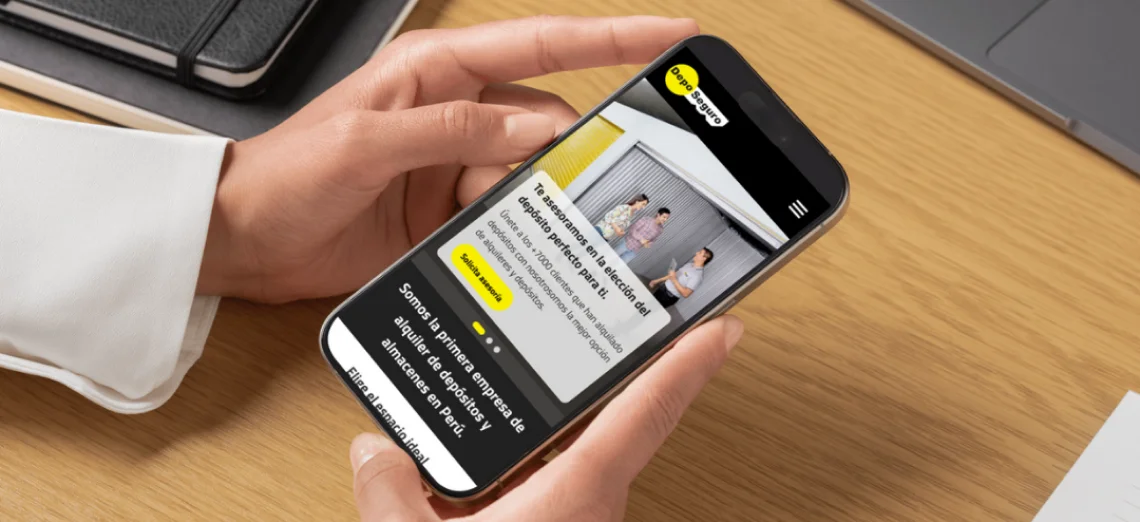 Depo Seguro
Te asesoramos en la elección del
depósito perfecto para ti.
Únete a los +7000 clientes que han alquilado
depósitos con nosotrosomos la mejor opción
de alquileres y depósitos.
Solicita asesoría
Somos la primera empresa de
alquiler de depósitos y
almacenes en Perú.
Elige el espacio ideal